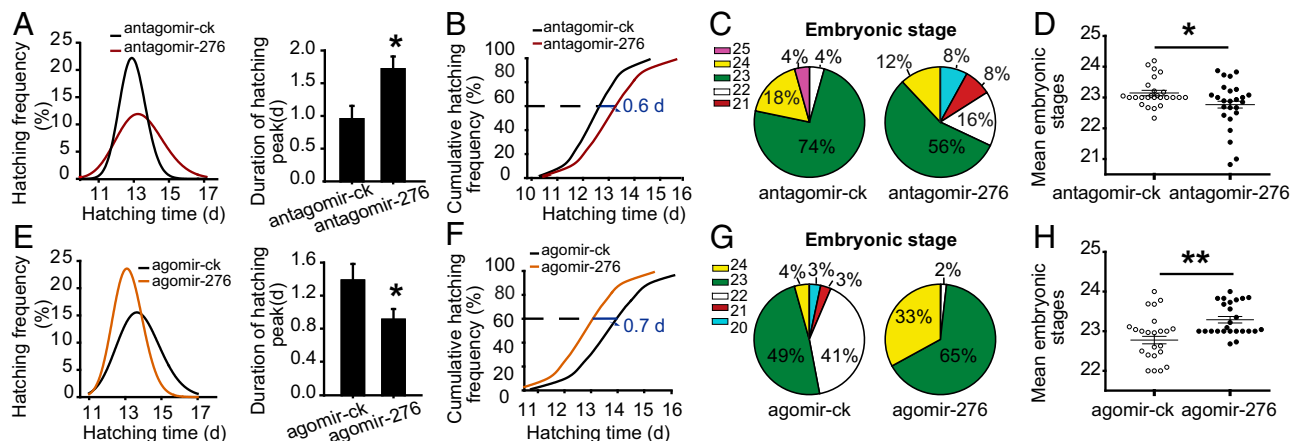 A
antagomir-ck
antagomir-276
Hatching frequency
(%)
25
20
15
10
5
0
11
13
15
17
Hatching time (d)
Duration of hatching
peak(d)
2.0
1.5
1.0
0.5
0.0
*
antagomir-ck
antagomir-276
B
antagomir-ck
antagomir-276
Cumulative hatching
frequency (%)
100
80
60
40
20
0
0.6 d
10 11 12 13 14 15 16
Hatching time (d)
C
Embryonic stage
25
24
23
22
21
4%
4%
18%
74%
antagomir-ck
12%
8%
8%
16%
56%
antagomir-276
D
Mean embryonic
stages
25
24
23
22
21
*
antagomir-ck
antagomir-276
E
agomir-ck
agomir-276
Hatching frequency
(%)
25
20
15
10
5
0
11
13
15
17
Hatching time (d)
Duration of hatching
peak(d)
1.6
1.2
0.8
0.4
0.0
*
agomir-ck
agomir-276
F
agomir-ck
agomir-276
Cumulative hatching
frequency (%)
100
80
60
40
20
0
0.7 d
11 12 13 14 15 16
Hatching time (d)
G
Embryonic stage
24
23
22
21
20
4%
3%
3%
49%
41%
agomir-ck
2%
33%
65%
agomir-276
H
Mean embryonic
stages
25
24
23
22
**
agomir-ck
agomir-276